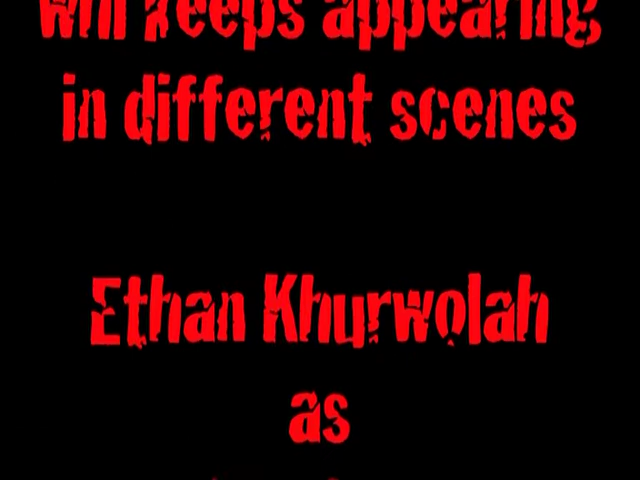 keeps appearing
in different scenes
Ethan Khurwolah
as